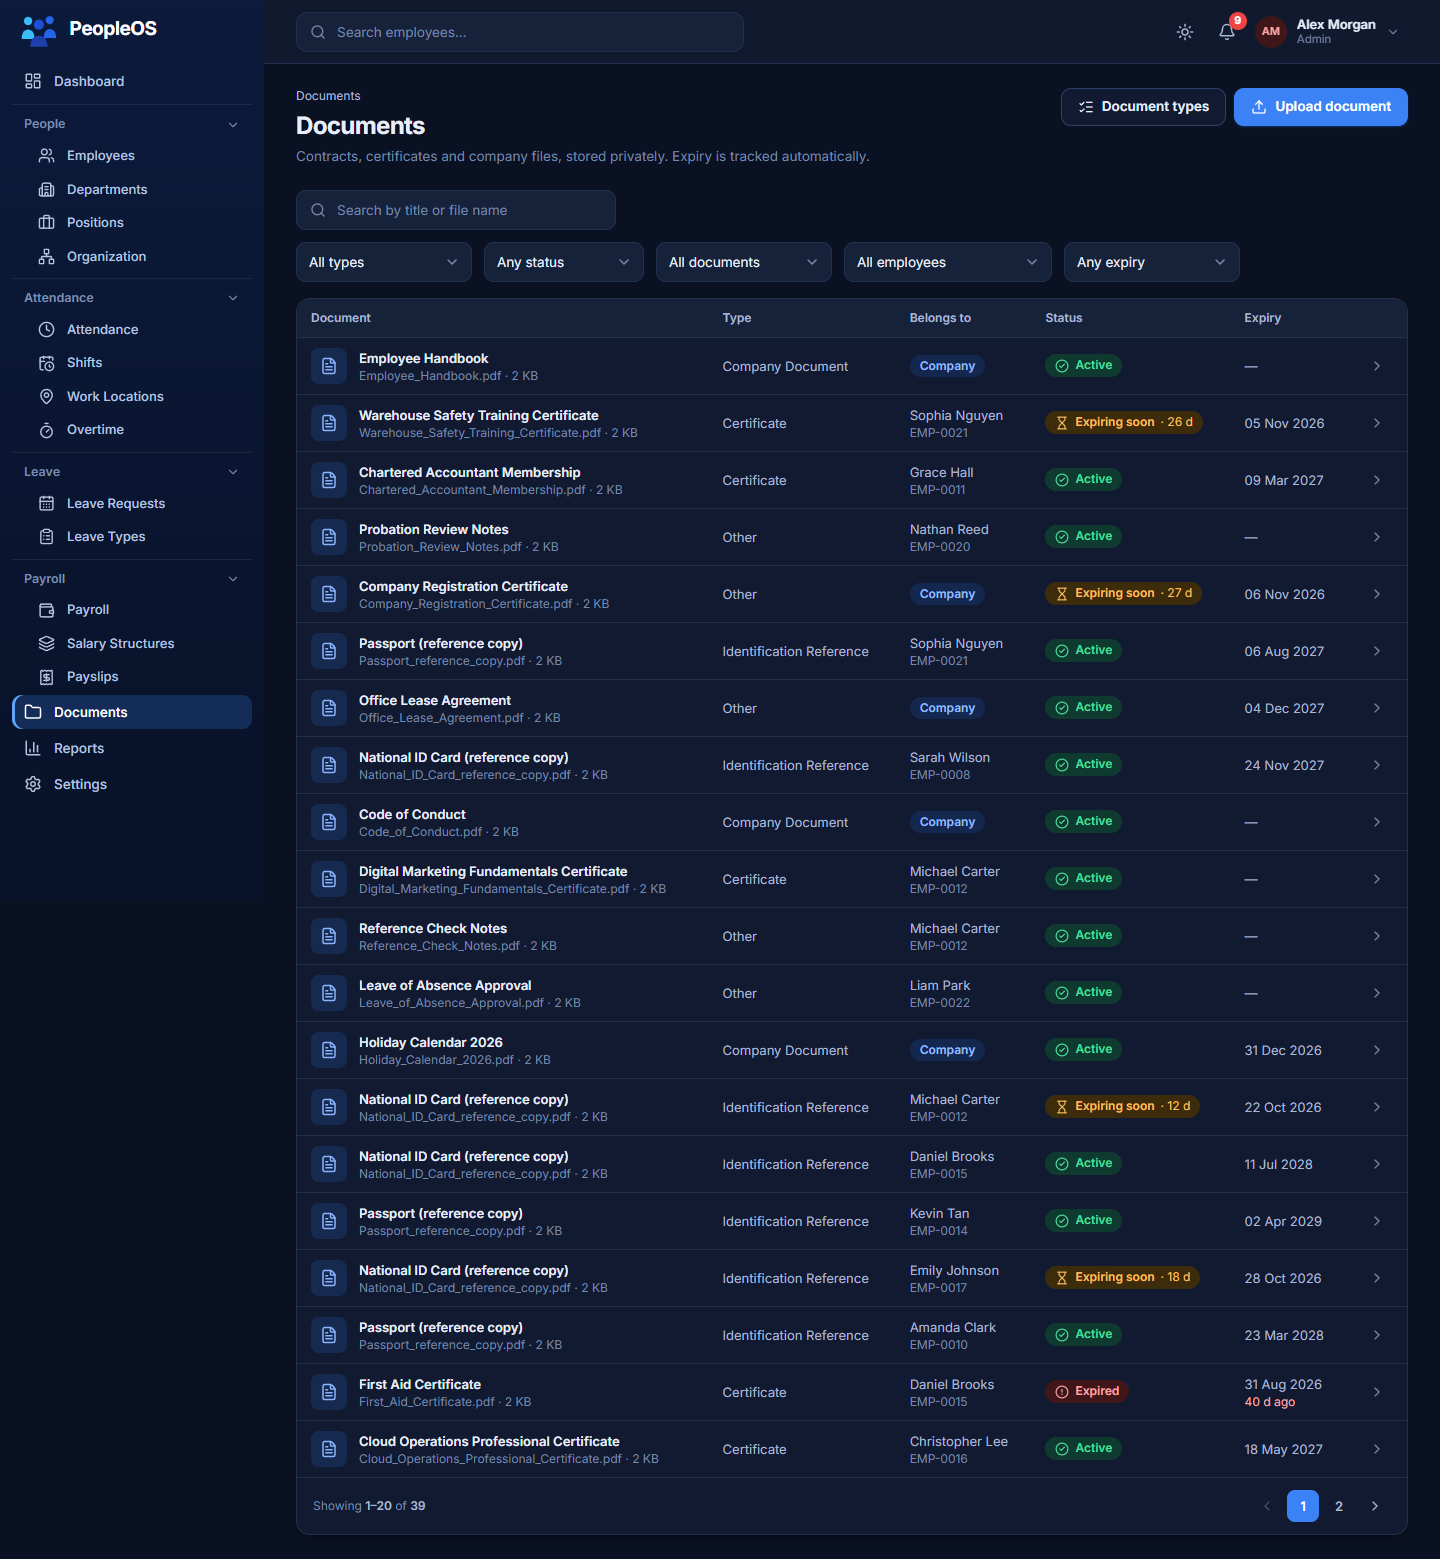 PeopleOS
Search employees...
9
AM
Alex Morgan
Admin
Dashboard
People
Employees
Departments
Positions
Organization
Attendance
Attendance
Shifts
Work Locations
Overtime
Leave
Leave Requests
Leave Types
Payroll
Payroll
Salary Structures
Payslips
Documents
Reports
Settings
Documents
Documents
Contracts, certificates and company files, stored privately. Expiry is tracked automatically.
Document types
Upload document
Search by title or file name
All types
Any status
All documents
All employees
Any expiry
Document Type Belongs to Status Expiry
Employee Handbook
Employee_Handbook.pdf · 2 KB
Company Document
Company
Active
—
Warehouse Safety Training Certificate
Warehouse_Safety_Training_Certificate.pdf · 2 KB
Certificate
Sophia Nguyen
EMP-0021
Expiring soon · 26 d
05 Nov 2026
Chartered Accountant Membership
Chartered_Accountant_Membership.pdf · 2 KB
Certificate
Grace Hall
EMP-0011
Active
09 Mar 2027
Probation Review Notes
Probation_Review_Notes.pdf · 2 KB
Other
Nathan Reed
EMP-0020
Active
—
Company Registration Certificate
Company_Registration_Certificate.pdf · 2 KB
Other
Company
Expiring soon · 27 d
06 Nov 2026
Passport (reference copy)
Passport_reference_copy.pdf · 2 KB
Identification Reference
Sophia Nguyen
EMP-0021
Active
06 Aug 2027
Office Lease Agreement
Office_Lease_Agreement.pdf · 2 KB
Other
Company
Active
04 Dec 2027
National ID Card (reference copy)
National_ID_Card_reference_copy.pdf · 2 KB
Identification Reference
Sarah Wilson
EMP-0008
Active
24 Nov 2027
Code of Conduct
Code_of_Conduct.pdf · 2 KB
Company Document
Company
Active
—
Digital Marketing Fundamentals Certificate
Digital_Marketing_Fundamentals_Certificate.pdf · 2 KB
Certificate
Michael Carter
EMP-0012
Active
—
Reference Check Notes
Reference_Check_Notes.pdf · 2 KB
Other
Michael Carter
EMP-0012
Active
—
Leave of Absence Approval
Leave_of_Absence_Approval.pdf · 2 KB
Other
Liam Park
EMP-0022
Active
—
Holiday Calendar 2026
Holiday_Calendar_2026.pdf · 2 KB
Company Document
Company
Active
31 Dec 2026
National ID Card (reference copy)
National_ID_Card_reference_copy.pdf · 2 KB
Identification Reference
Michael Carter
EMP-0012
Expiring soon · 12 d
22 Oct 2026
National ID Card (reference copy)
National_ID_Card_reference_copy.pdf · 2 KB
Identification Reference
Daniel Brooks
EMP-0015
Active
11 Jul 2028
Passport (reference copy)
Passport_reference_copy.pdf · 2 KB
Identification Reference
Kevin Tan
EMP-0014
Active
02 Apr 2029
National ID Card (reference copy)
National_ID_Card_reference_copy.pdf · 2 KB
Identification Reference
Emily Johnson
EMP-0017
Expiring soon · 18 d
28 Oct 2026
Passport (reference copy)
Passport_reference_copy.pdf · 2 KB
Identification Reference
Amanda Clark
EMP-0010
Active
23 Mar 2028
First Aid Certificate
First_Aid_Certificate.pdf · 2 KB
Certificate
Daniel Brooks
EMP-0015
Expired
31 Aug 2026
40 d ago
Cloud Operations Professional Certificate
Cloud_Operations_Professional_Certificate.pdf · 2 KB
Certificate
Christopher Lee
EMP-0016
Active
18 May 2027
Showing 1–20 of 39
1 2